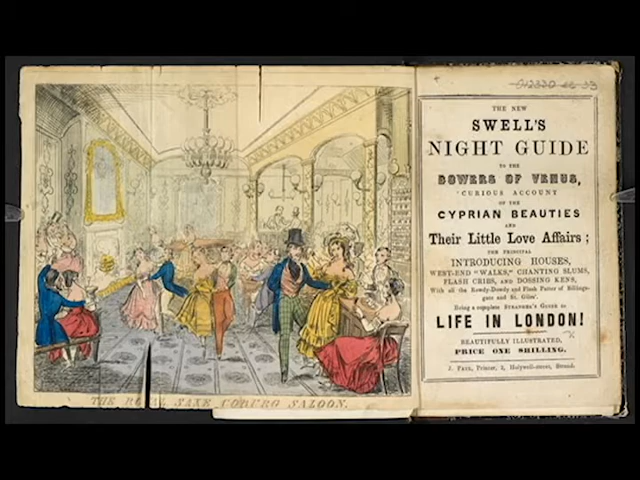 THE NEW
SWELL'S
NIGHT GUIDE
TO THE
BOWERS OF VENUS,
CURIOUS ACCOUNT
OF THE
CYPRIAN BEAUTIES
AND
Their Little Love Affairs;
THE PRINCIPAL
INTRODUCING HOUSES,
WEST-END "WALKS," CHANTING SLUMS,
FLASH CRIBS, AND DOSSING KENS,
With all the Rowdy-Dowdy and Flash Patter of Billings-
gate and St. Giles'.
Being a complete STRANGER'S GUIDE to
LIFE IN LONDON!
BEAUTIFULLY ILLUSTRATED,
PRICE ONE SHILLING.
Printer, 2, Holywell-street, Strand.
THE ROYAL SAXE COBURG SALOON.